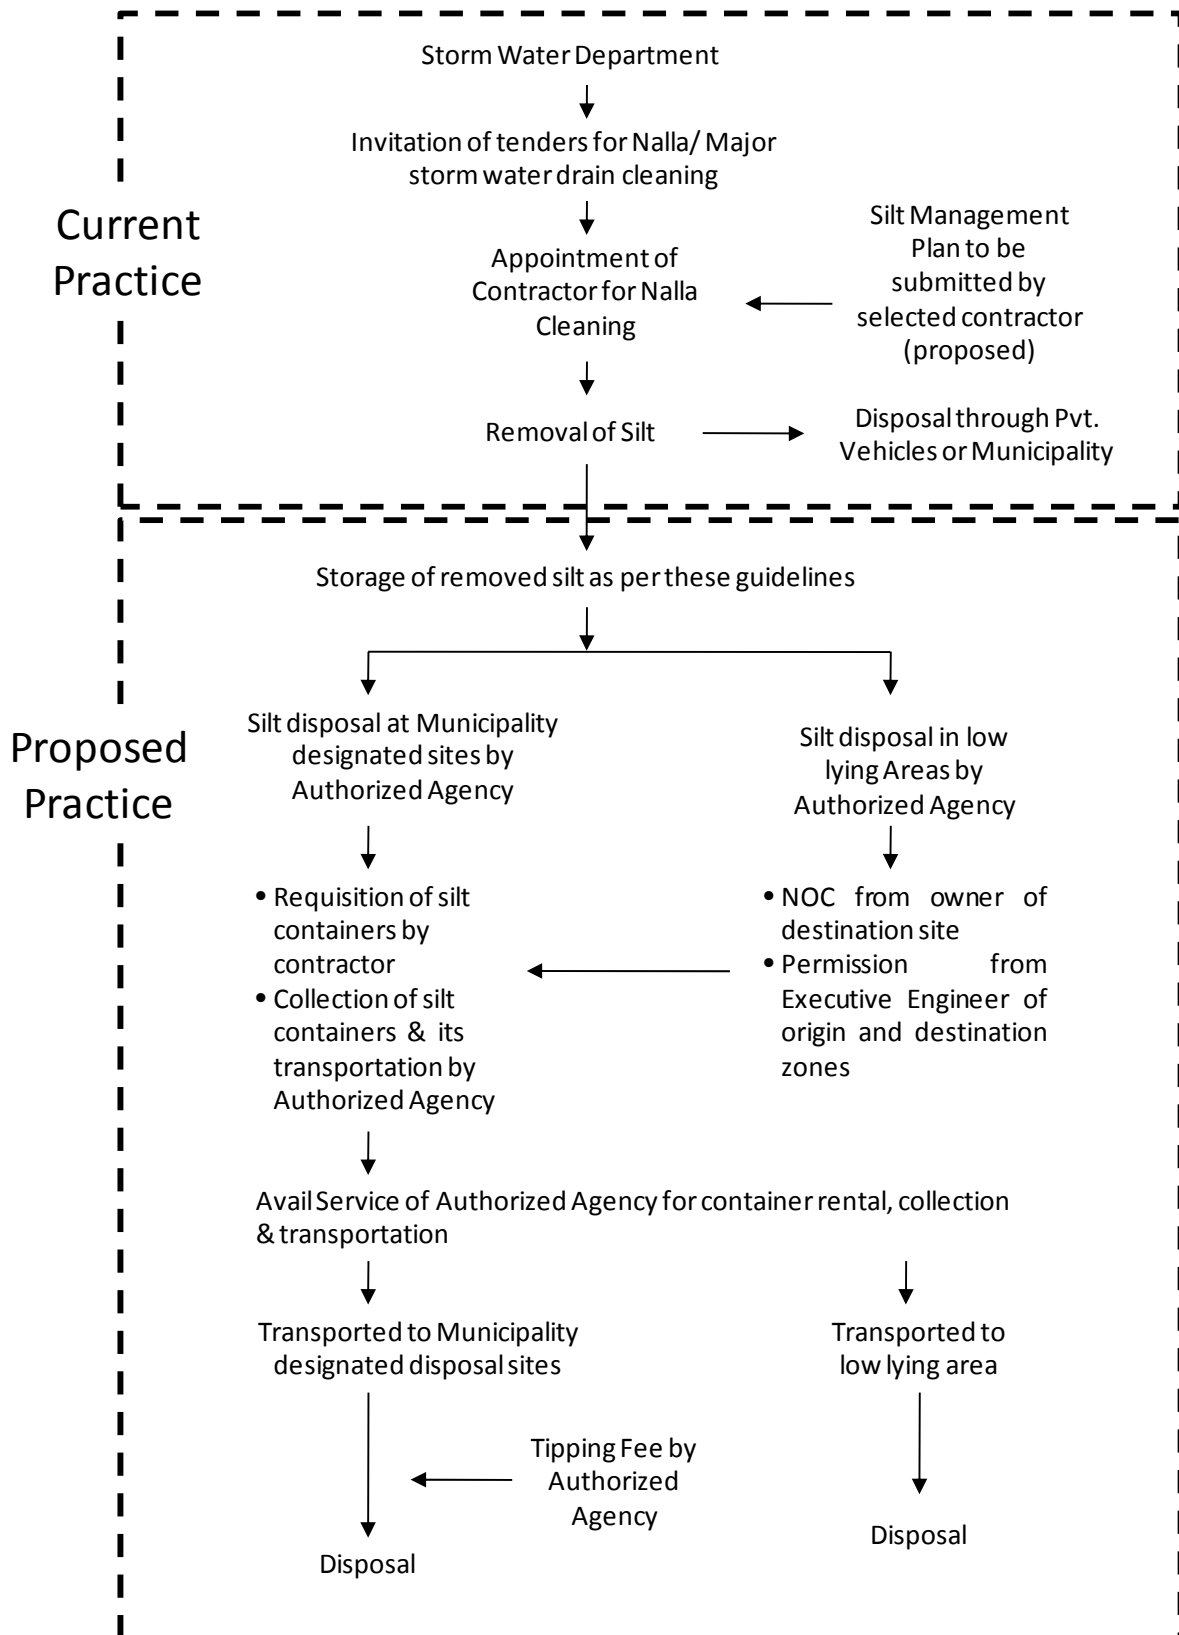 Storm Water Department
Invitation of tenders for Nalla/ Major
storm water drain cleaning
Current
Practice
Appointment of
Contractor for Nalla
Cleaning
Silt Management
Plan to be
submitted by
selected contractor
(proposed)
Removal of Silt
Disposal through Pvt.
Vehicles or Municipality
Storage of removed silt as per these guidelines
Proposed
Practice
Silt disposal at Municipality
designated sites by
Authorized Agency
Silt disposal in low
lying Areas by
Authorized Agency
• Requisition of silt
containers by
contractor
• Collection of silt
containers & its
transportation by
Authorized Agency
• NOC from owner of
destination site
• Permission from
Executive Engineer of
origin and destination
zones
Avail Service of Authorized Agency for container rental, collection
& transportation
Transported to Municipality
designated disposal sites
Transported to
low lying area
Tipping Fee by
Authorized
Agency
Disposal
Disposal